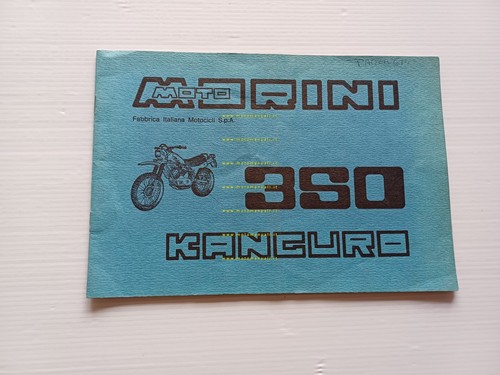 MOTO MORINI
Fabbrica Italiana Motocicli S.p.A
350
KANGURO